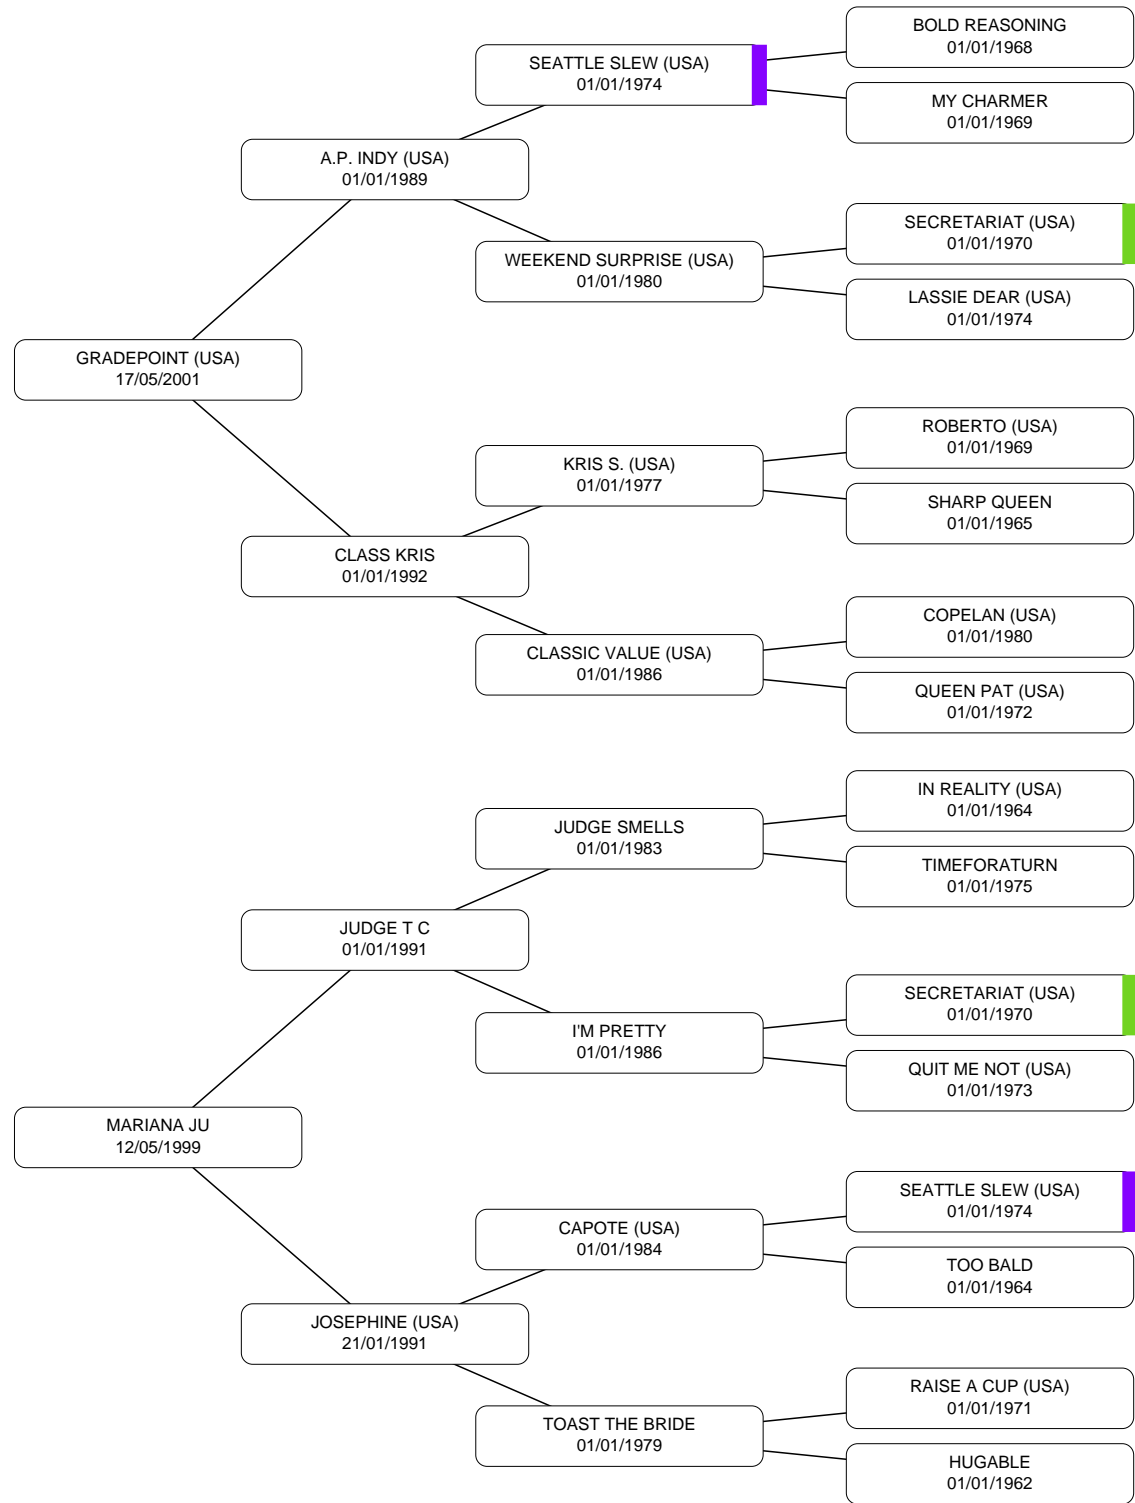 BOLD REASONING
01/01/1968
SEATTLE SLEW (USA)
01/01/1974
MY CHARMER
01/01/1969
A.P. INDY (USA)
01/01/1989
SECRETARIAT (USA)
01/01/1970
WEEKEND SURPRISE (USA)
01/01/1980
LASSIE DEAR (USA)
01/01/1974
GRADEPOINT (USA)
17/05/2001
ROBERTO (USA)
01/01/1969
KRIS S. (USA)
01/01/1977
SHARP QUEEN
01/01/1965
CLASS KRIS
01/01/1992
COPELAN (USA)
01/01/1980
CLASSIC VALUE (USA)
01/01/1986
QUEEN PAT (USA)
01/01/1972
IN REALITY (USA)
01/01/1964
JUDGE SMELLS
01/01/1983
TIMEFORATURN
01/01/1975
JUDGE T C
01/01/1991
SECRETARIAT (USA)
01/01/1970
I'M PRETTY
01/01/1986
QUIT ME NOT (USA)
01/01/1973
MARIANA JU
12/05/1999
SEATTLE SLEW (USA)
01/01/1974
CAPOTE (USA)
01/01/1984
TOO BALD
01/01/1964
JOSEPHINE (USA)
21/01/1991
RAISE A CUP (USA)
01/01/1971
TOAST THE BRIDE
01/01/1979
HUGABLE
01/01/1962